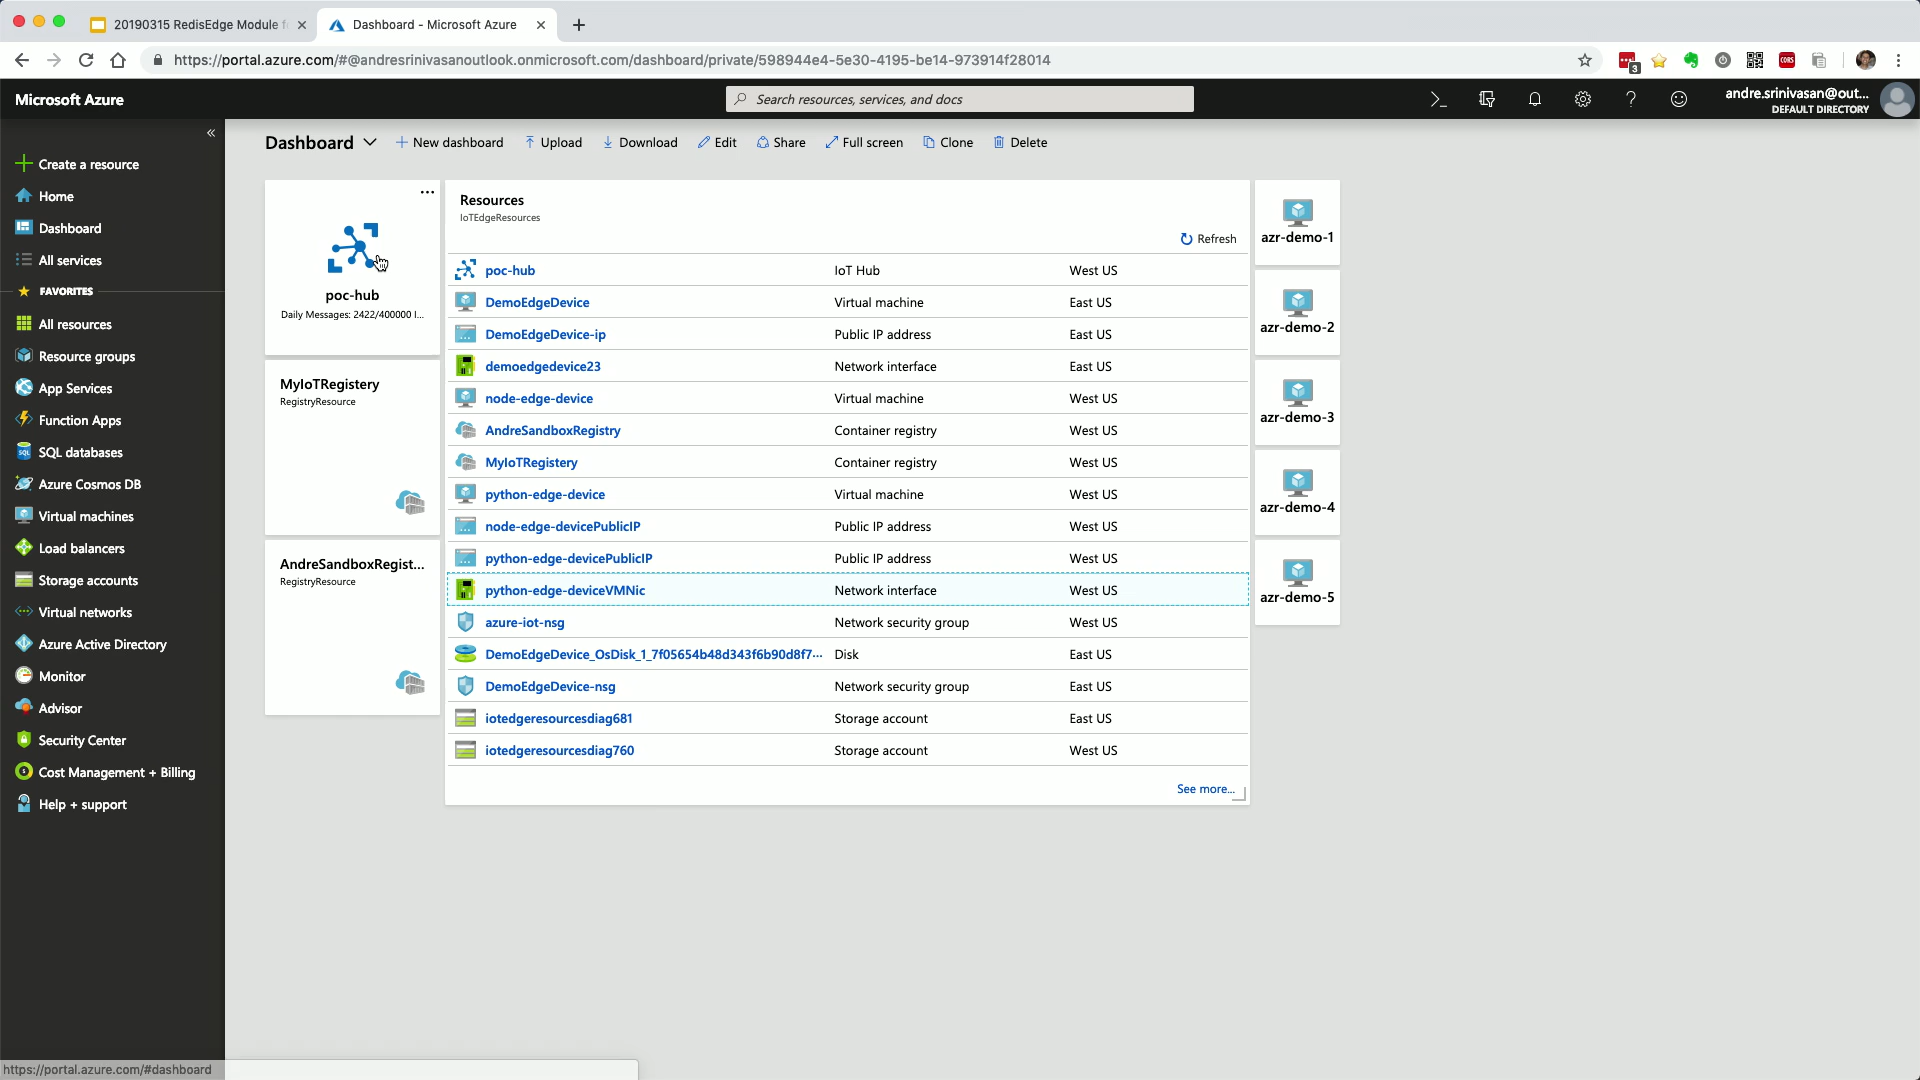 20190315 RedisEdge Module f
Dashboard - Microsoft Azure
https://portal.azure.com/#@andresrinivasanoutlook.onmicrosoft.com/dashboard/private/598944e4-5e30-4195-be14-973914f28014
3
CORS
Microsoft Azure
Search resources, services, and docs
andre.srinivasan@out...
DEFAULT DIRECTORY
Create a resource
Home
Dashboard
All services
FAVORITES
All resources
Resource groups
App Services
Function Apps
SQL databases
Azure Cosmos DB
Virtual machines
Load balancers
Storage accounts
Virtual networks
Azure Active Directory
Monitor
Advisor
Security Center
Cost Management + Billing
Help + support
Dashboard
New dashboard
Upload
Download
Edit
Share
Full screen
Clone
Delete
poc-hub
Daily Messages: 2422/400000 I...
MyIoTRegistery
RegistryResource
AndreSandboxRegist...
RegistryResource
Resources
IoTEdgeResources
Refresh
poc-hub IoT Hub West US
DemoEdgeDevice Virtual machine East US
DemoEdgeDevice-ip Public IP address East US
demoedgedevice23 Network interface East US
node-edge-device Virtual machine West US
AndreSandboxRegistry Container registry West US
MyIoTRegistery Container registry West US
python-edge-device Virtual machine West US
node-edge-devicePublicIP Public IP address West US
python-edge-devicePublicIP Public IP address West US
python-edge-deviceVMNic Network interface West US
azure-iot-nsg Network security group West US
DemoEdgeDevice_OsDisk_1_7f05654b48d343f6b90d8f7... Disk East US
DemoEdgeDevice-nsg Network security group East US
iotedgeresourcesdiag681 Storage account East US
iotedgeresourcesdiag760 Storage account West US
See more...
azr-demo-1
azr-demo-2
azr-demo-3
azr-demo-4
azr-demo-5
https://portal.azure.com/#dashboard